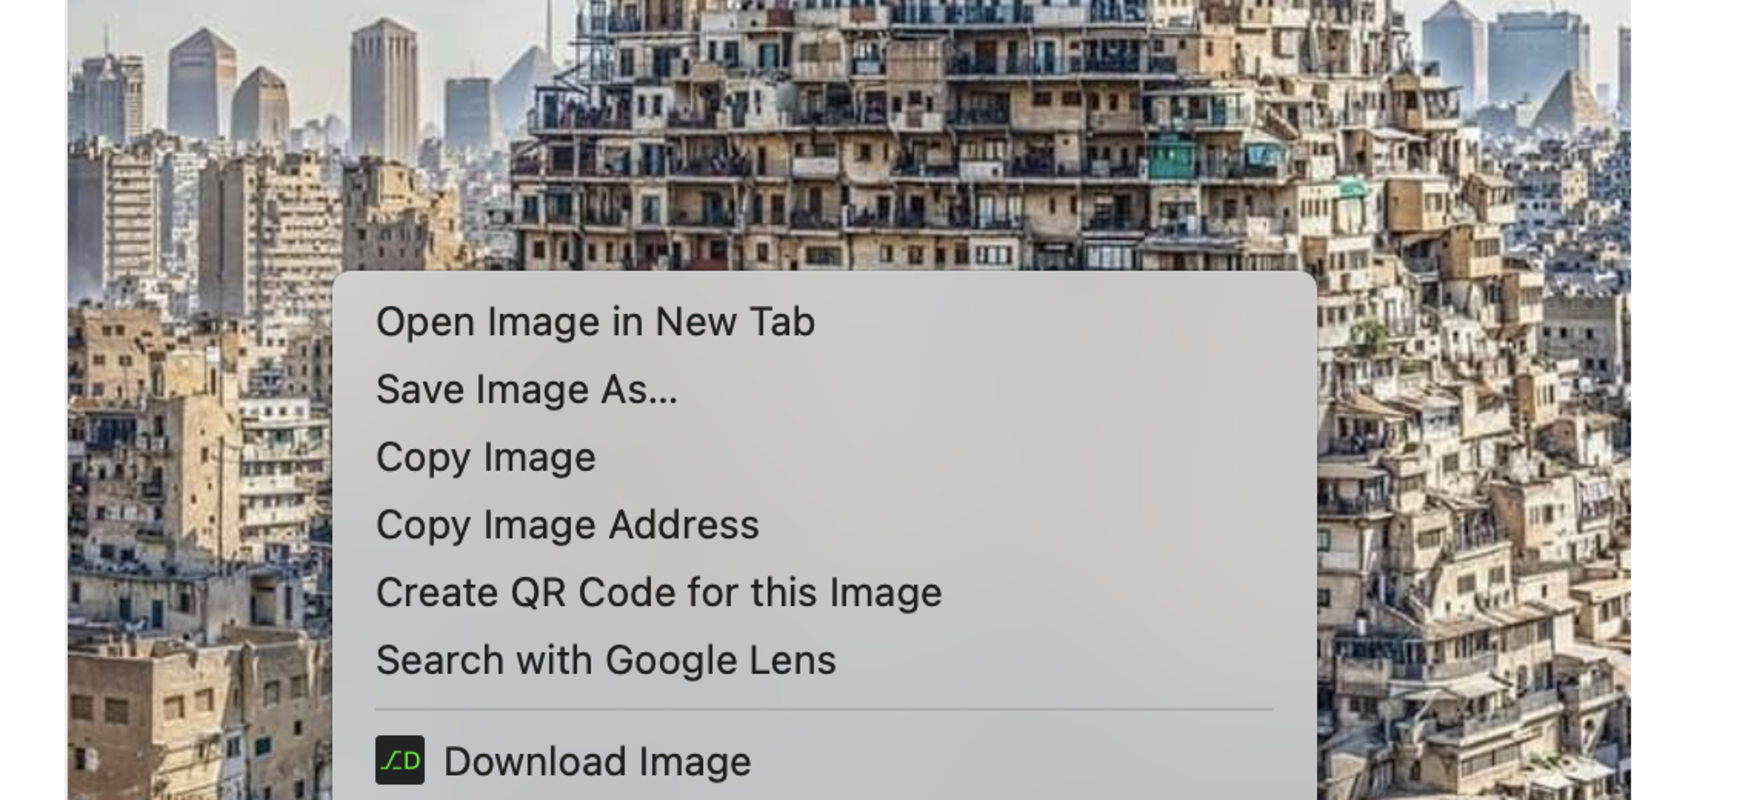 Open Image in New Tab
Save Image As...
Copy Image
Copy Image Address
Create QR Code for this Image
Search with Google Lens
Download Image